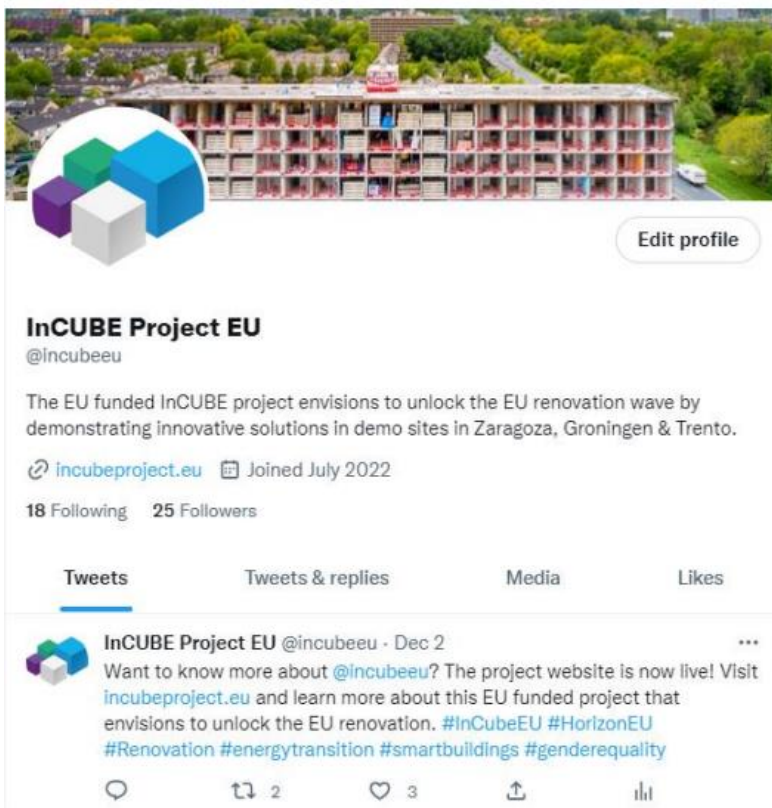 Edit profile
InCUBE Project EU
@incubeeu
The EU funded InCUBE project envisions to unlock the EU renovation wave by
demonstrating innovative solutions in demo sites in Zaragoza, Groningen & Trento.
incubeproject.eu Joined July 2022
18 Following 25 Followers
Tweets Tweets & replies Media Likes
InCUBE Project EU @incubeeu · Dec 2
Want to know more about @incubeeu? The project website is now live! Visit
incubeproject.eu and learn more about this EU funded project that
envisions to unlock the EU renovation. #InCubeEU #HorizonEU
#Renovation #energytransition #smartbuildings #genderequality
2 3